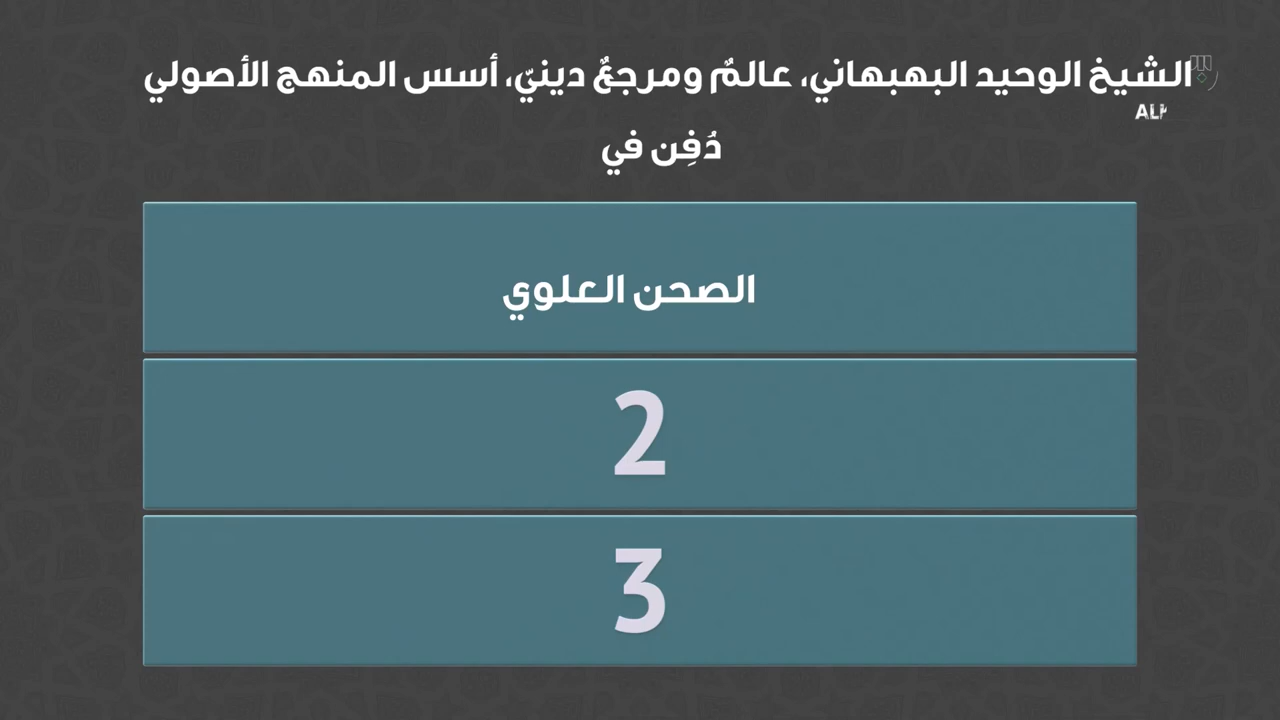 الشيخ الوحيد البهبهاني، عالمٌ ومرجعٌ دينيّ، أسس المنهج الأصولي
دُفِن في
الصحن العلوي
2
3